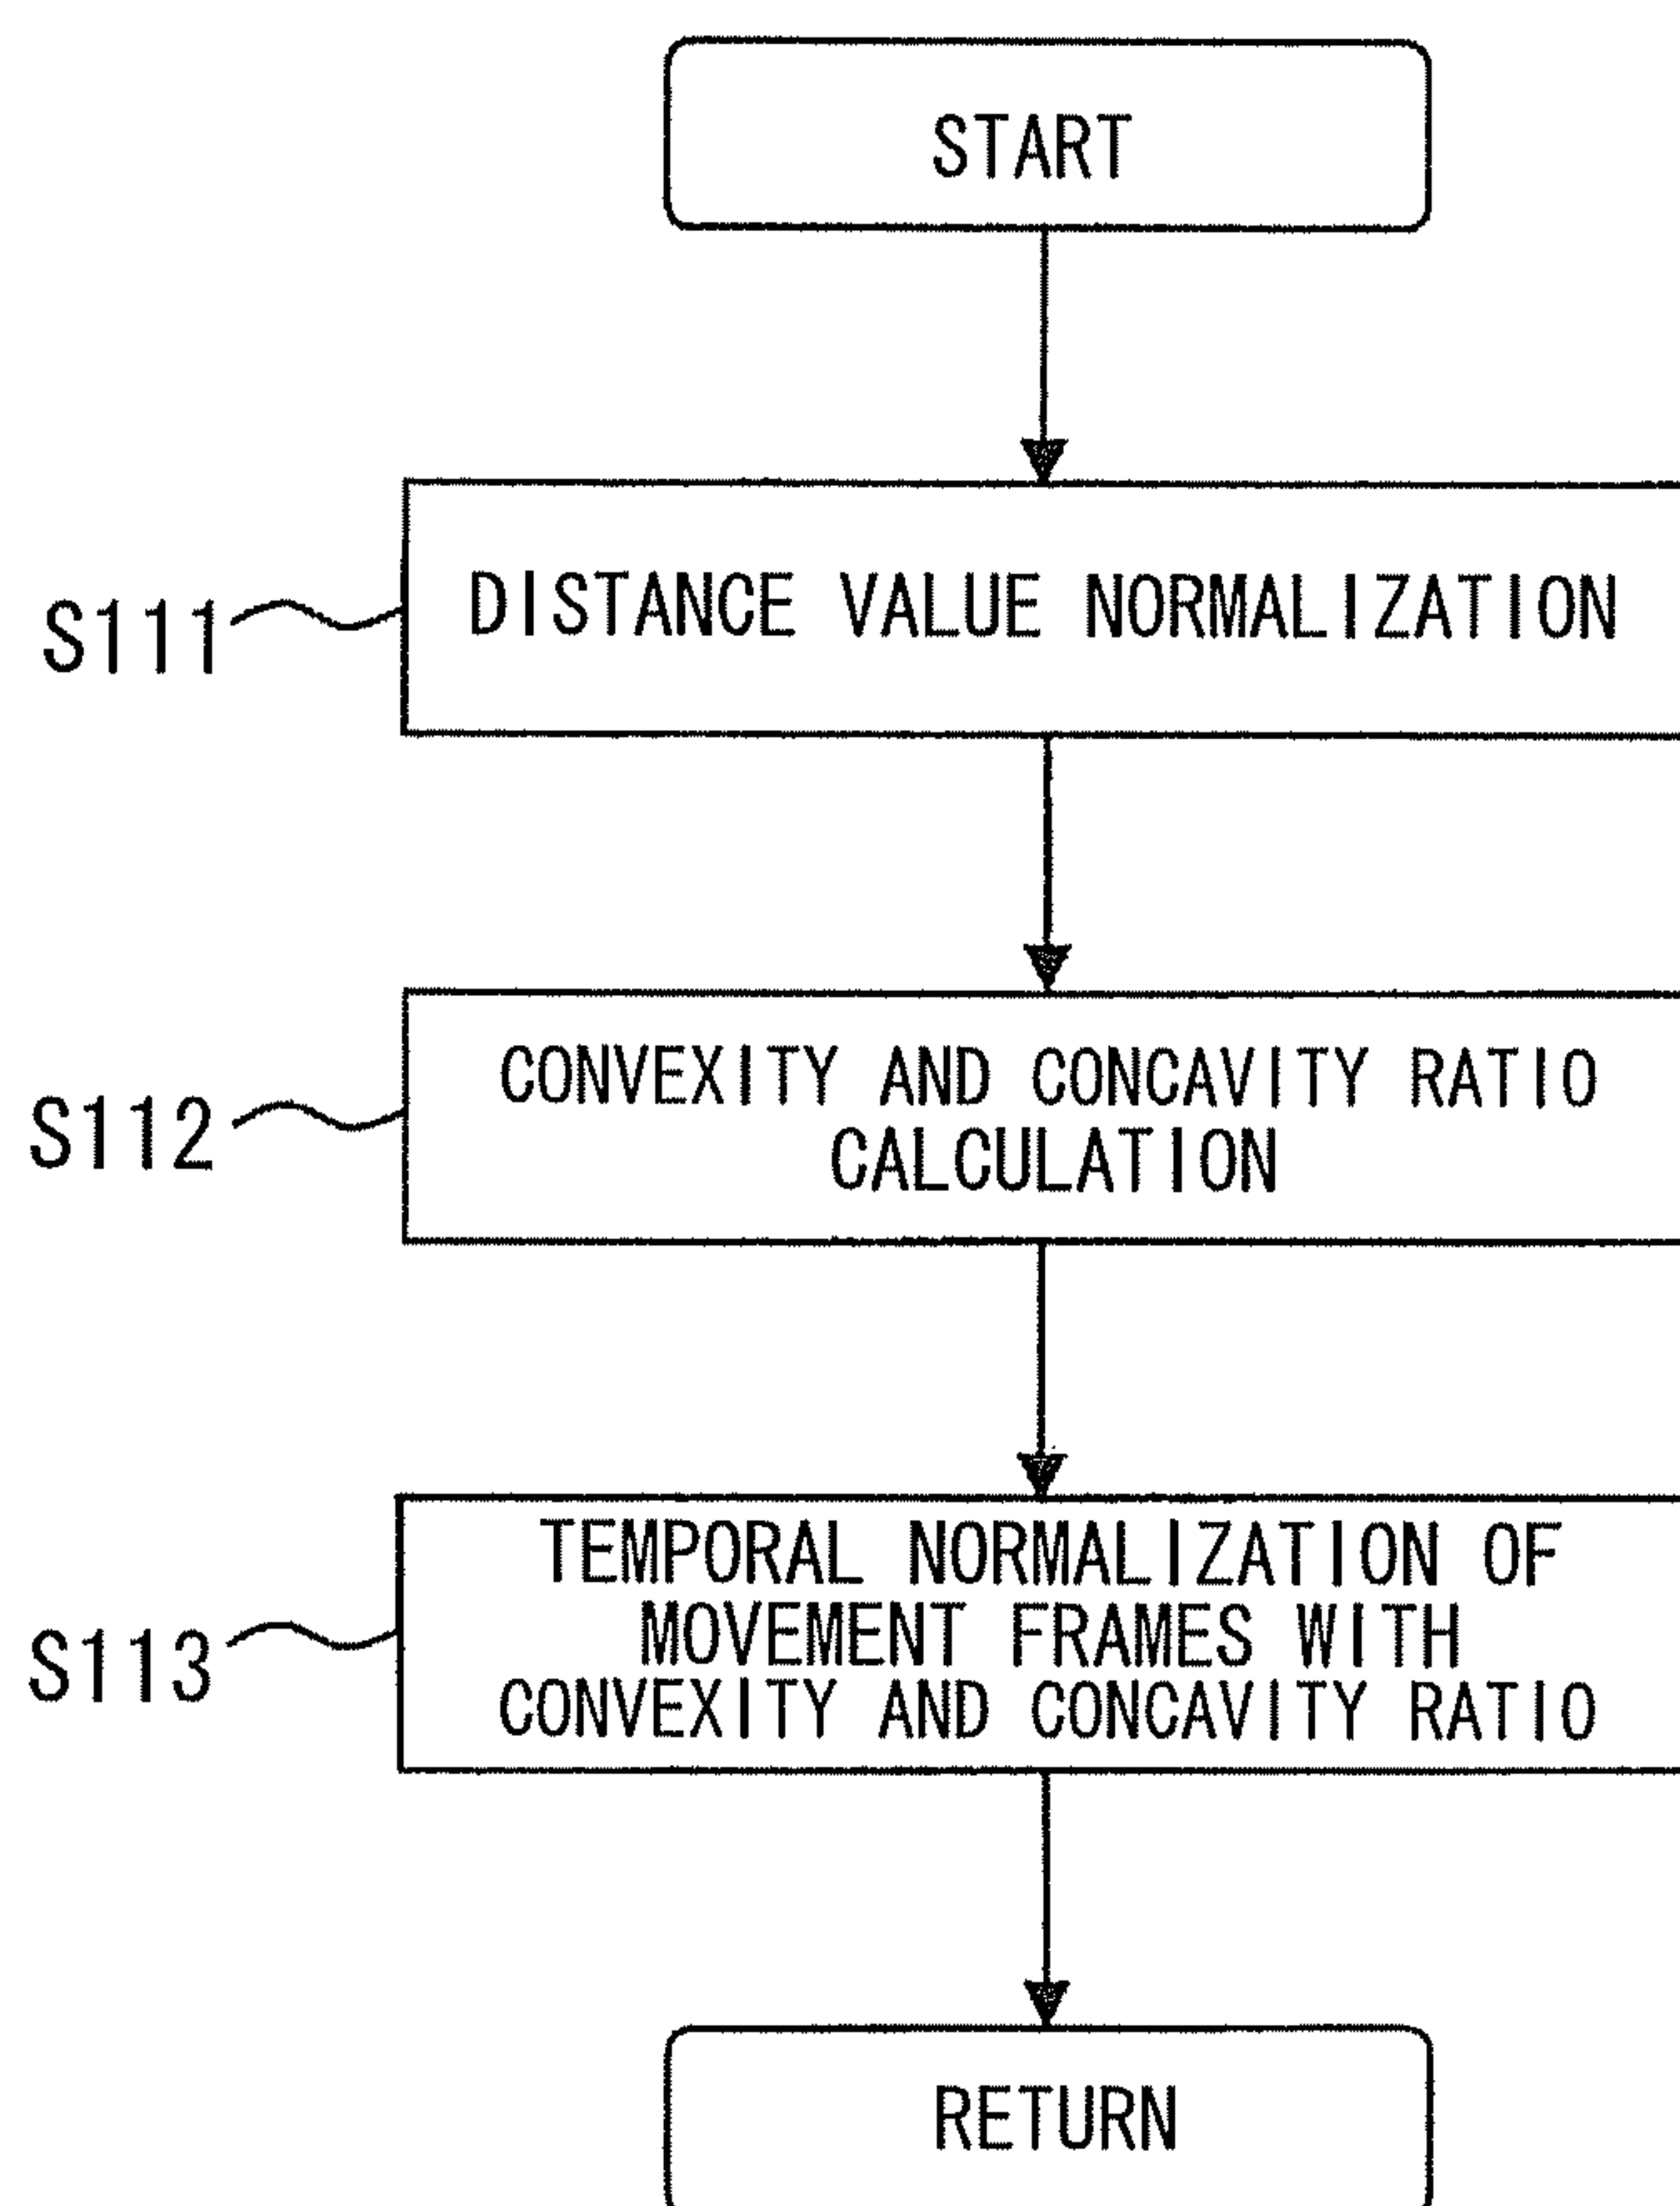 START
S111
DISTANCE VALUE NORMALIZATION
S112
CONVEXITY AND CONCAVITY RATIO
CALCULATION
S113
TEMPORAL NORMALIZATION OF
MOVEMENT FRAMES WITH
CONVEXITY AND CONCAVITY RATIO
RETURN